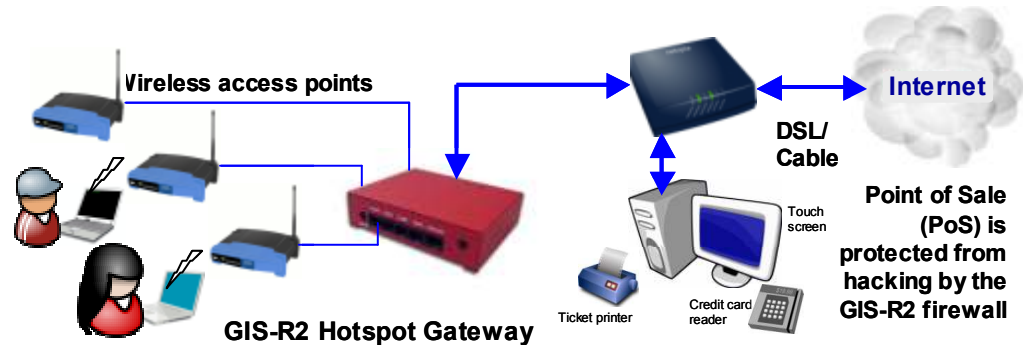 Wireless access points
Internet
DSL/
Cable
Touch
screen
Point of Sale
(PoS) is
protected from
hacking by the
GIS-R2 firewall
Ticket printer
Credit card
reader
GIS-R2 Hotspot Gateway